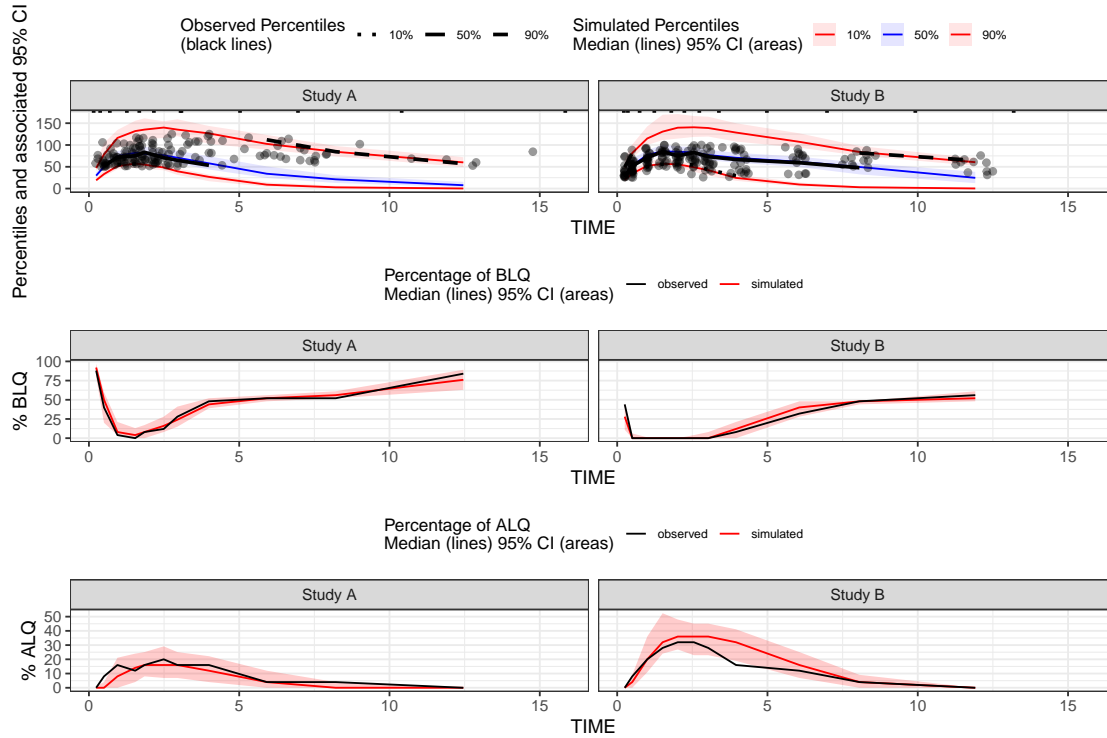 Observed Percentiles
(black lines)
10%
50%
90%
Simulated Percentiles
Median (lines) 95% CI (areas)
10%
50%
90%
Percentiles and associated 95% CI
Study A
Study B
150
100
50
0
0
5
10
15
0
5
10
15
TIME
TIME
Percentage of BLQ
Median (lines) 95% CI (areas)
observed
simulated
% BLQ
Study A
Study B
100
75
50
25
0
0
5
10
15
0
5
10
15
TIME
TIME
Percentage of ALQ
Median (lines) 95% CI (areas)
observed
simulated
% ALQ
Study A
Study B
50
40
30
20
10
0
0
5
10
15
0
5
10
15
TIME
TIME